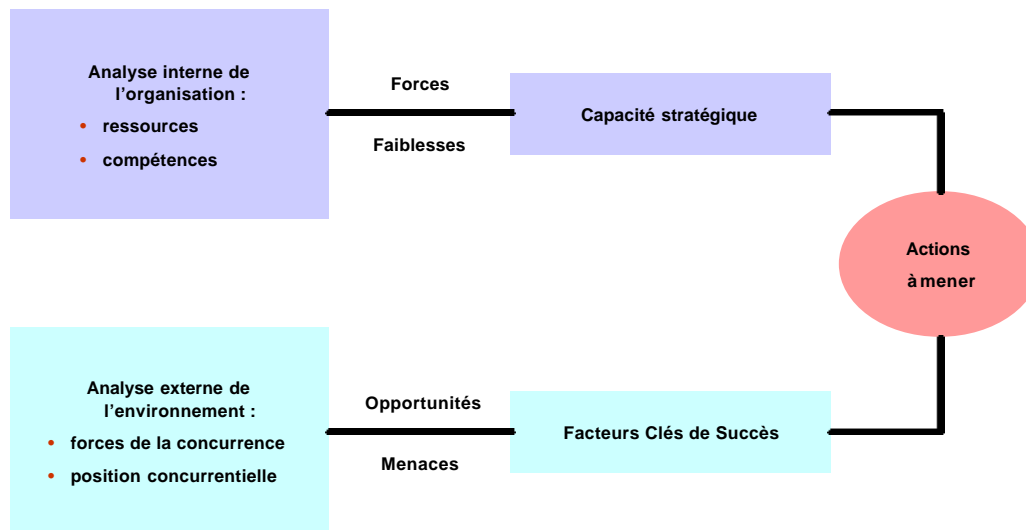 Analyse interne de
l'organisation :
• ressources
• compétences
Forces
Faiblesses
Capacité stratégique
Actions
à mener
Analyse externe de
l'environnement :
• forces de la concurrence
• position concurrentielle
Opportunités
Menaces
Facteurs Clés de Succès